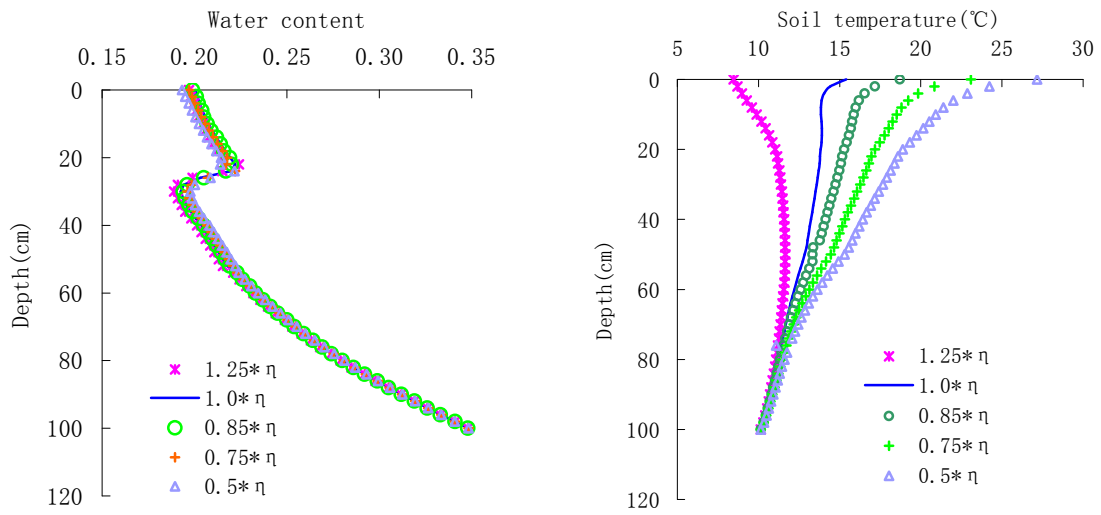 Water content
0.15 0.20 0.25 0.30 0.35
0
20
40
60
80
100
120
Depth(cm)
1.25*η
1.0*η
0.85*η
0.75*η
0.5*η
Soil temperature(℃)
5 10 15 20 25 30
0
20
40
60
80
100
120
Depth(cm)
1.25*η
1.0*η
0.85*η
0.75*η
0.5*η